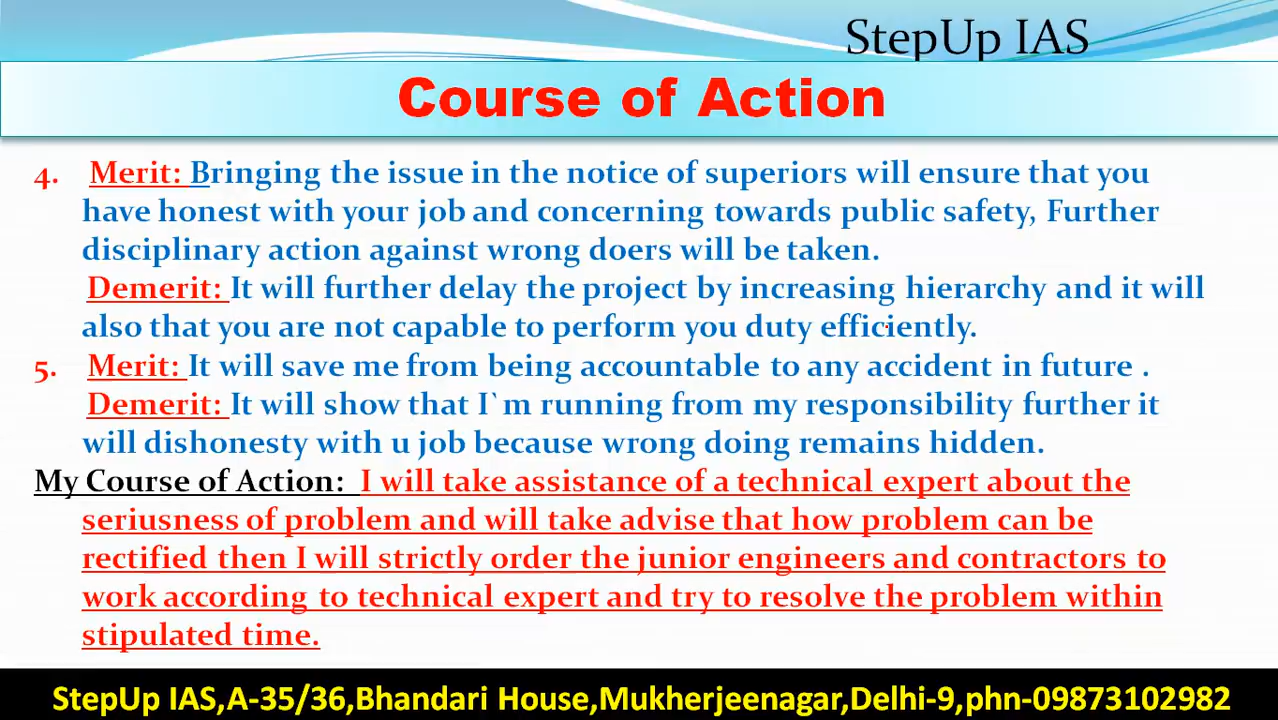 StepUp IAS
Course of Action
4. Merit: Bringing the issue in the notice of superiors will ensure that you
have honest with your job and concerning towards public safety, Further
disciplinary action against wrong doers will be taken.
Demerit: It will further delay the project by increasing hierarchy and it will
also that you are not capable to perform you duty efficiently.
5. Merit: It will save me from being accountable to any accident in future .
Demerit: It will show that I`m running from my responsibility further it
will dishonesty with u job because wrong doing remains hidden.
My Course of Action: I will take assistance of a technical expert about the
seriusness of problem and will take advise that how problem can be
rectified then I will strictly order the junior engineers and contractors to
work according to technical expert and try to resolve the problem within
stipulated time.
StepUp IAS,A-35/36,Bhandari House,Mukherjeenagar,Delhi-9,phn-09873102982